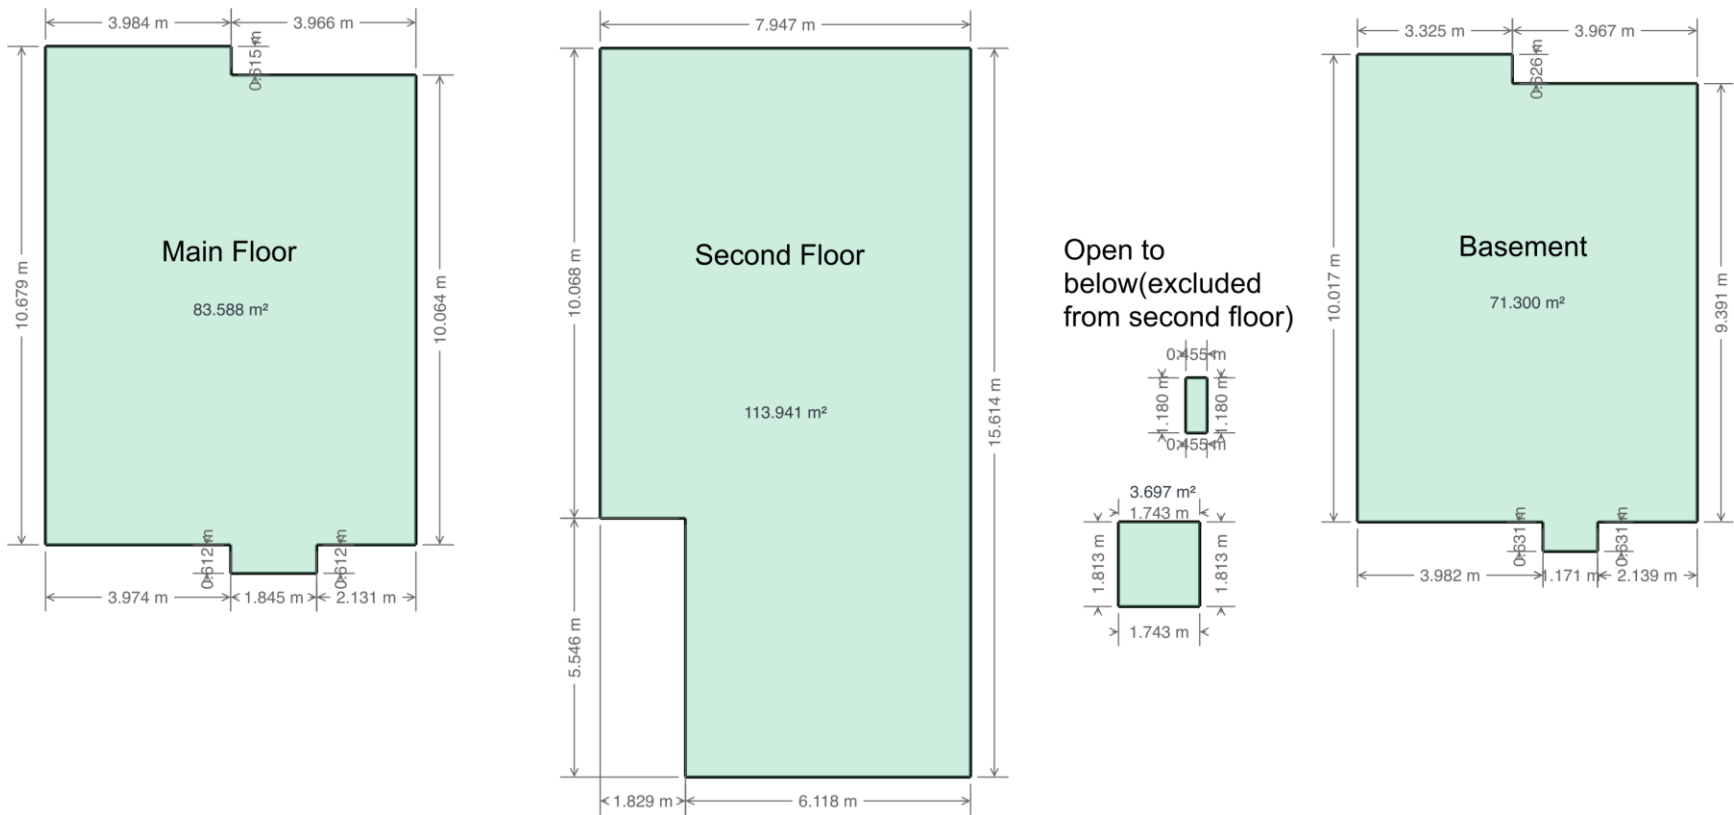 3.984 m
3.966 m
0.615 m
10.679 m
Main Floor
83.588 m²
10.064 m
0.612 m
0.612 m
3.974 m
1.845 m
2.131 m
7.947 m
10.068 m
Second Floor
113.941 m²
15.614 m
5.546 m
1.829 m
6.118 m
Open to
below(excluded
from second floor)
0.455 m
1.180 m
1.180 m
0.455 m
3.697 m²
1.743 m
1.813 m
1.813 m
1.743 m
3.325 m
3.967 m
0.626 m
10.017 m
Basement
71.300 m²
9.391 m
0.631 m
0.631 m
3.982 m
1.171 m
2.139 m